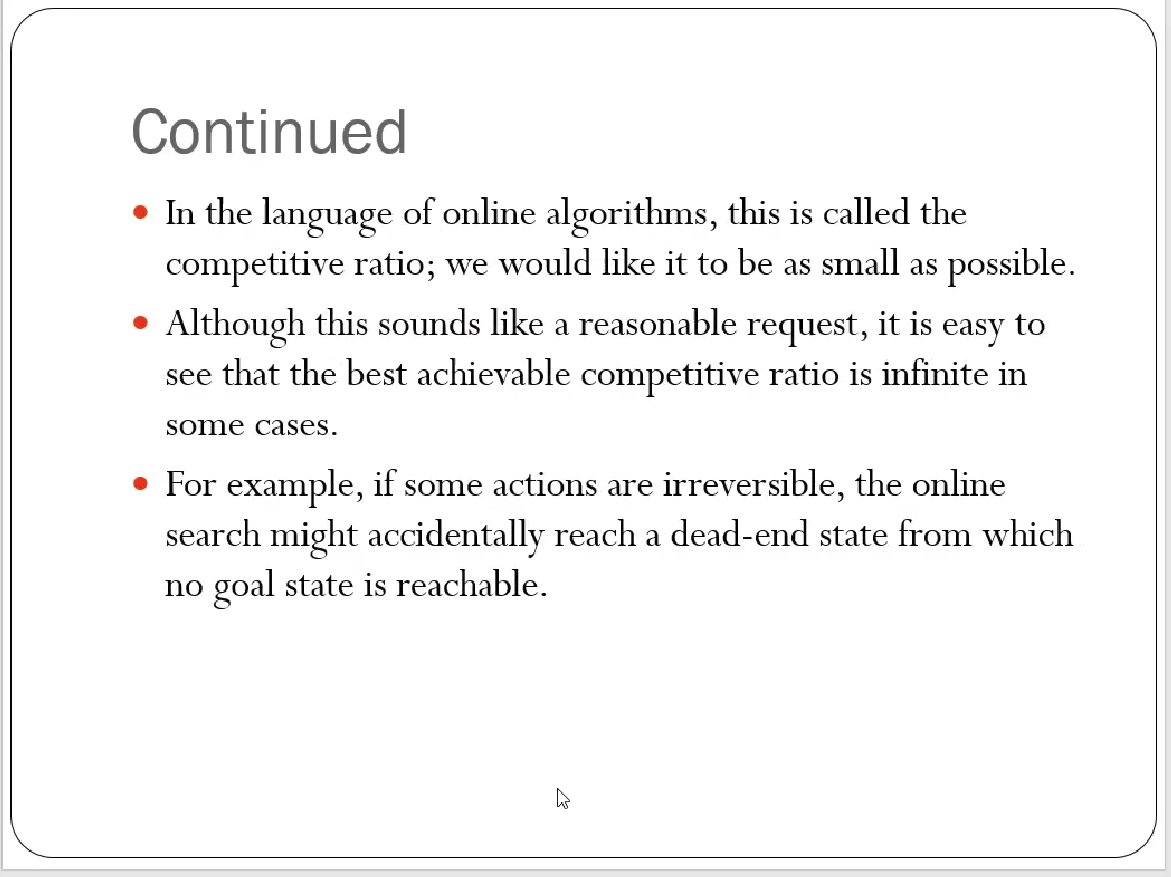 Continued
• In the language of online algorithms, this is called the
competitive ratio; we would like it to be as small as possible.
• Although this sounds like a reasonable request, it is easy to
see that the best achievable competitive ratio is infinite in
some cases.
• For example, if some actions are irreversible, the online
search might accidentally reach a dead-end state from which
no goal state is reachable.